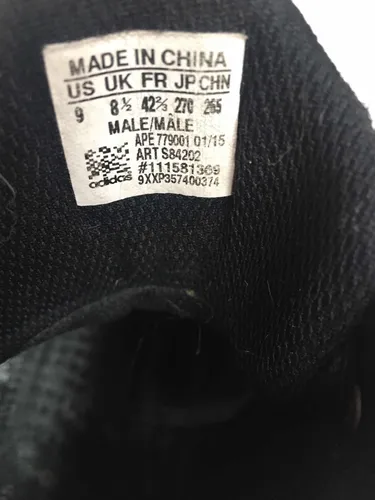 MADE IN CHINA
US UK FR JP CHN
9 8½ 42⅔ 270 265
MALE/MÂLE
APE 779001 01/15
ART S84202
#111581369
9XXP357400374
adidas